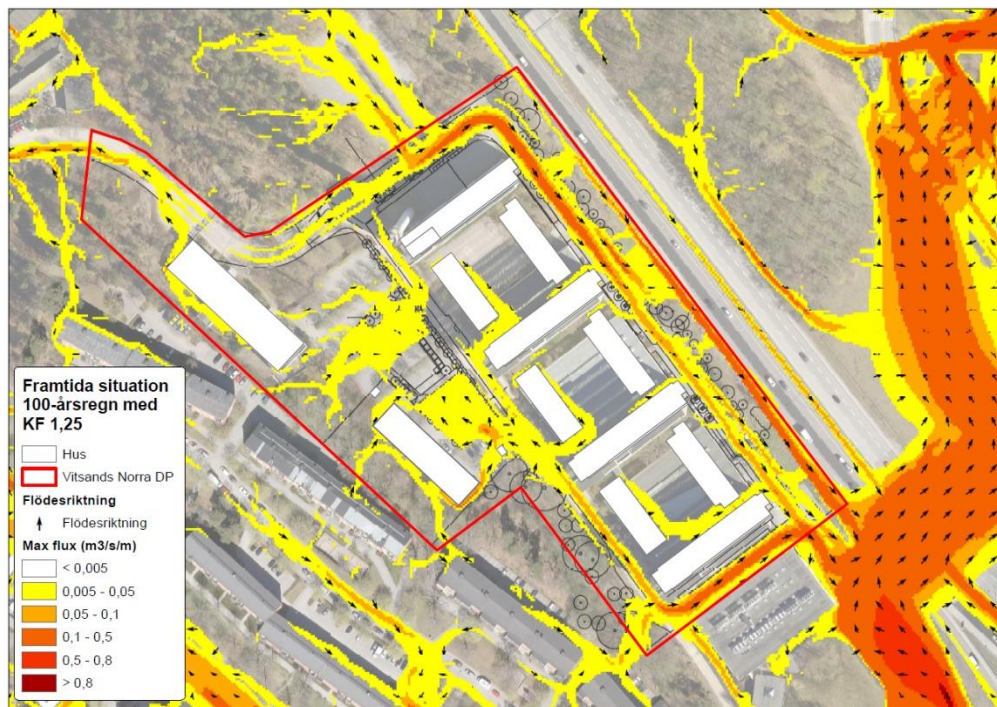 Framtida situation
100-årsregn med
KF 1,25
Hus
Vitsands Norra DP
Flödesriktning
Flödesriktning
Max flux (m3/s/m)
< 0,005
0,005 - 0,05
0,05 - 0,1
0,1 - 0,5
0,5 - 0,8
> 0,8